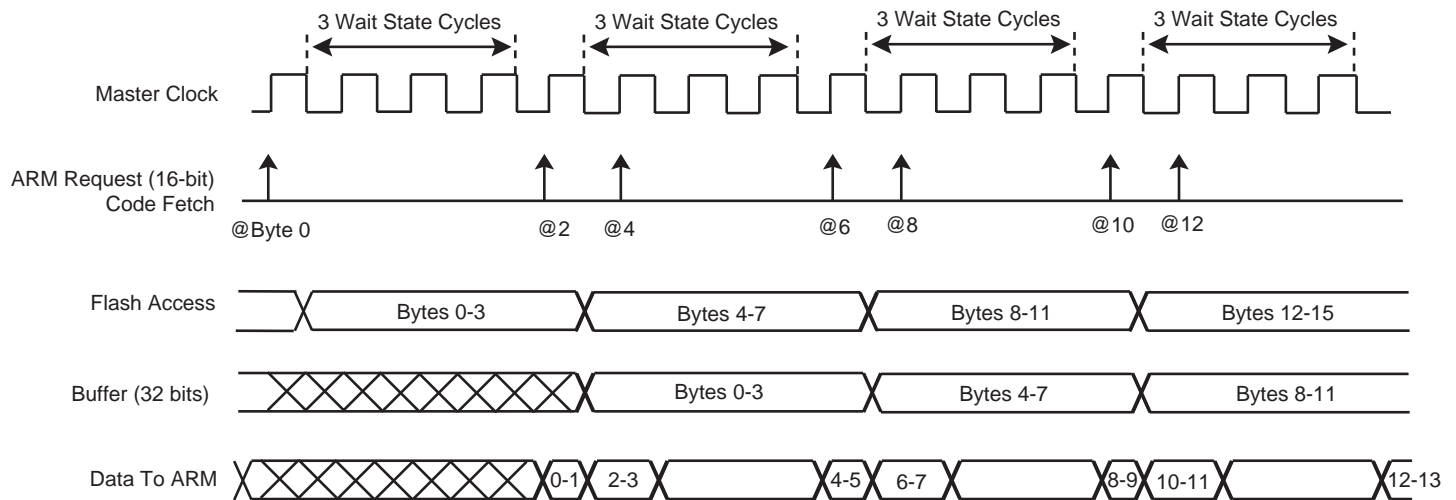 3 Wait State Cycles 3 Wait State Cycles 3 Wait State Cycles 3 Wait State Cycles
Master Clock
ARM Request (16-bit)
Code Fetch
@Byte 0 @2 @4 @6 @8 @10 @12
Flash Access Bytes 0-3 Bytes 4-7 Bytes 8-11 Bytes 12-15
Buffer (32 bits) Bytes 0-3 Bytes 4-7 Bytes 8-11
Data To ARM 0-1 2-3 4-5 6-7 8-9 10-11 12-13